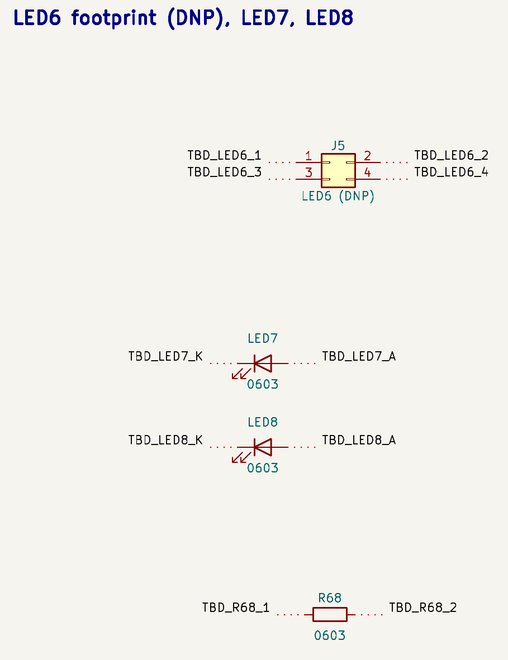 LED6 footprint (DNP), LED7, LED8
J5
TBD_LED6_1 1 2 TBD_LED6_2
TBD_LED6_3 3 4 TBD_LED6_4
LED6 (DNP)
LED7
TBD_LED7_K TBD_LED7_A
0603
LED8
TBD_LED8_K TBD_LED8_A
0603
R68
TBD_R68_1 TBD_R68_2
0603